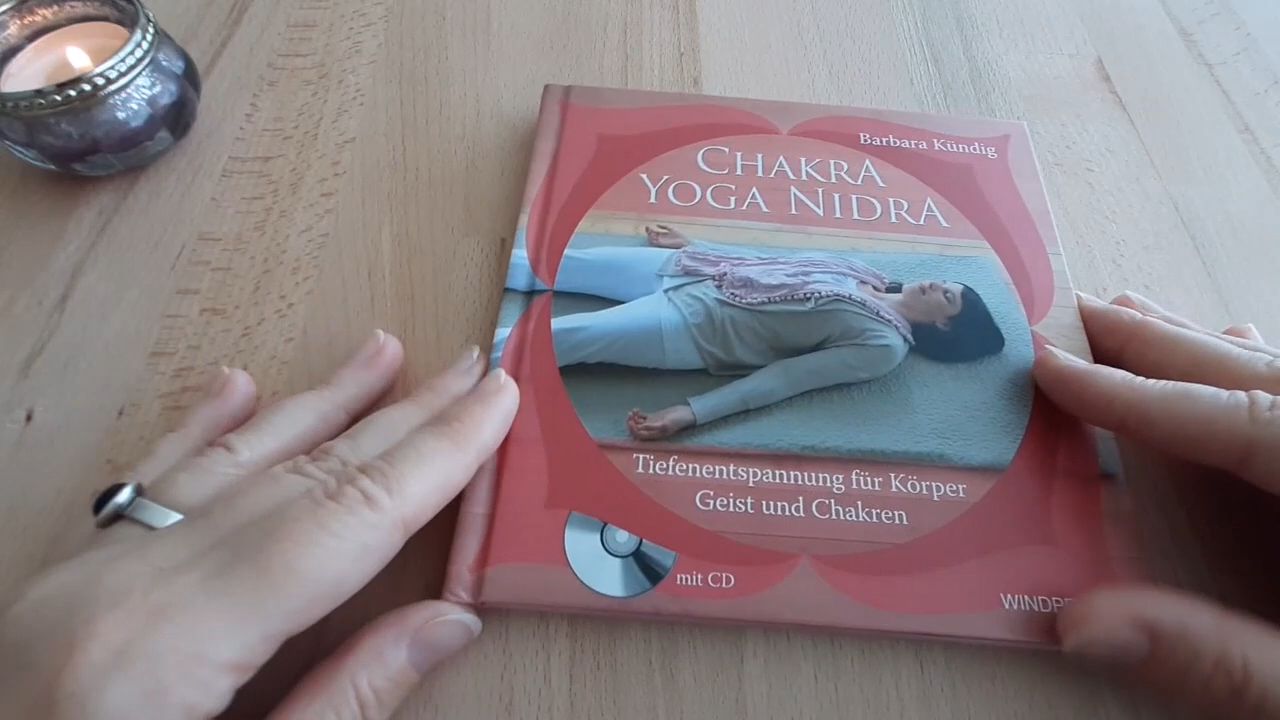 Barbara Kündig
CHAKRA
YOGA NIDRA
Tiefenentspannung für Körper
Geist und Chakren
mit CD